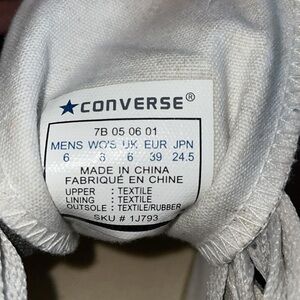 ★CONVERSE®
7B 05 06 01
MENS WO'S UK EUR JPN
6 8 6 39 24.5
MADE IN CHINA
FABRIQUÉ EN CHINE
UPPER : TEXTILE
LINING : TEXTILE
OUTSOLE : TEXTILE/RUBBER
SKU # 1J793